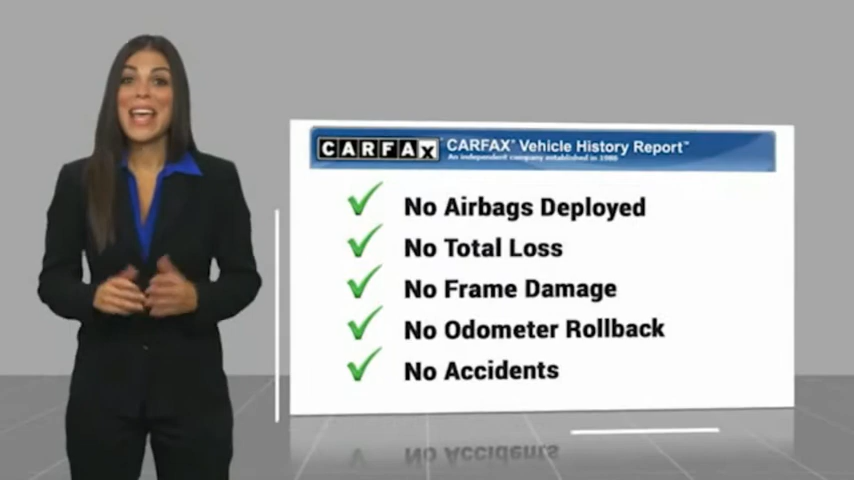 CARFAX CARFAX® Vehicle History Report™
An independent company established in 1986
No Airbags Deployed
No Total Loss
No Frame Damage
No Odometer Rollback
No Accidents
No Accidents